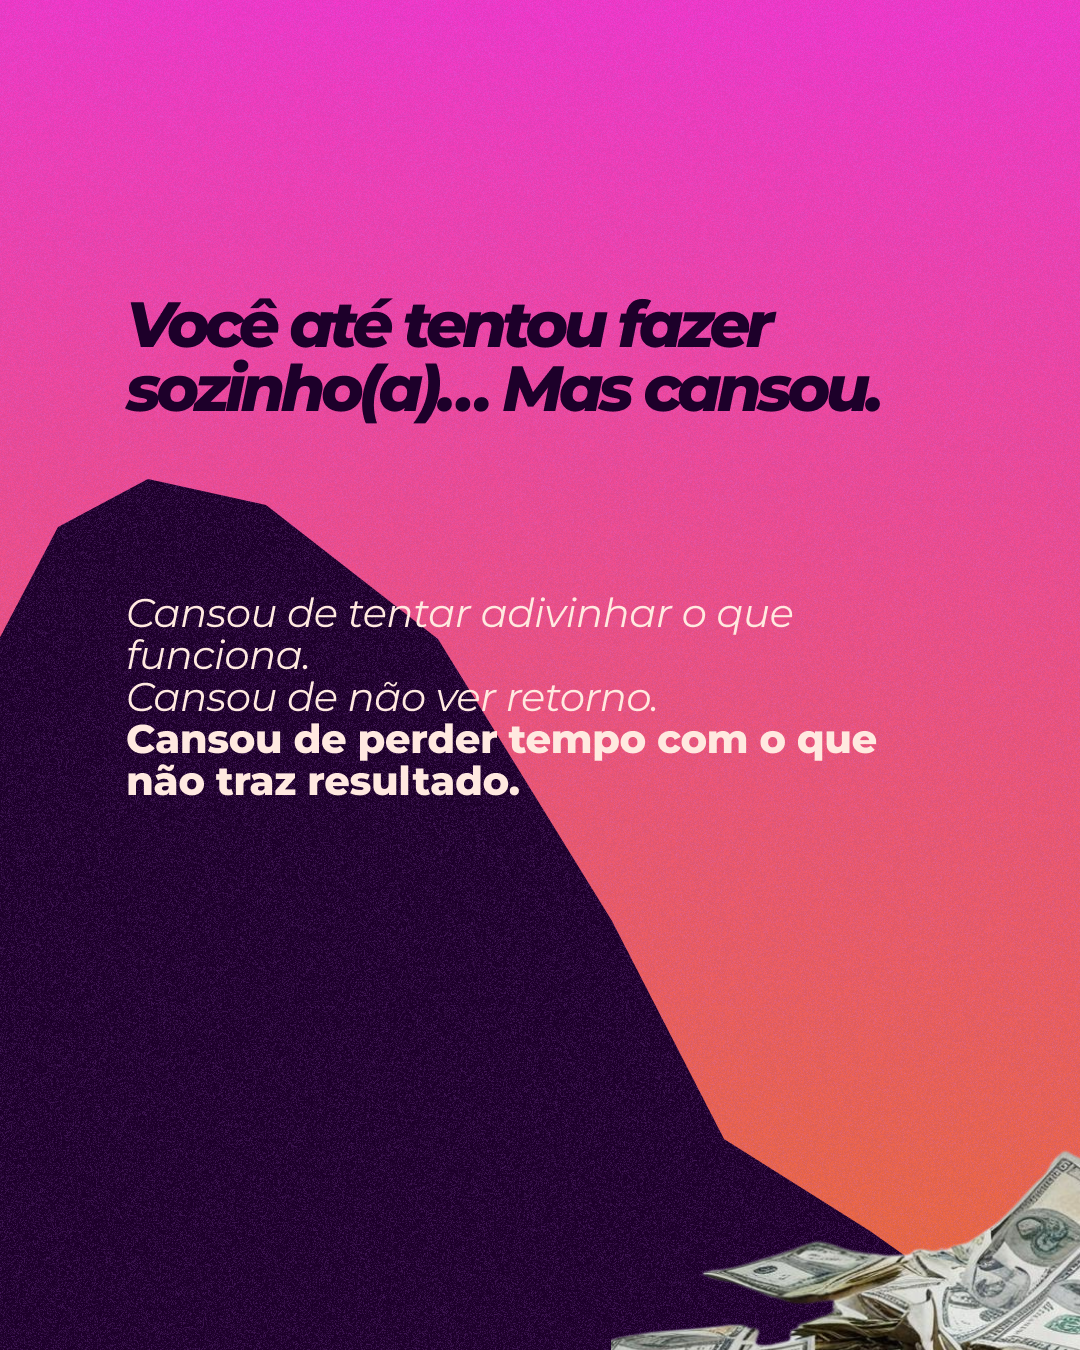 Você até tentou fazer
sozinho(a)... Mas cansou.
Cansou de tentar adivinhar o que
funciona.
Cansou de não ver retorno.
Cansou de perder tempo com o que
não traz resultado.